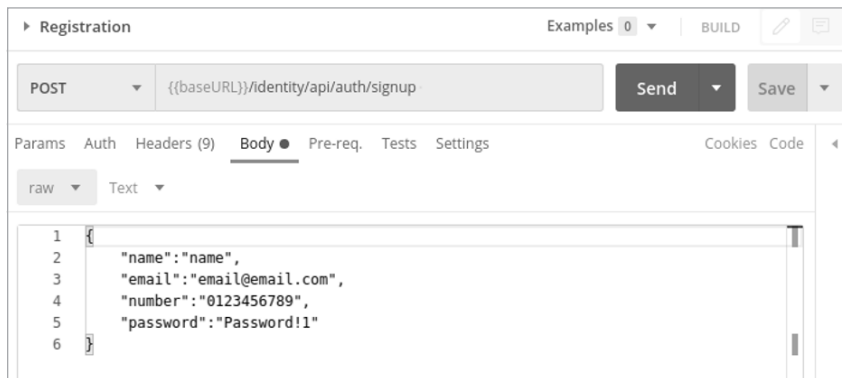 Registration Examples 0 BUILD
POST {{baseURL}}/identity/api/auth/signup Send Save
Params Auth Headers (9) Body Pre-req. Tests Settings Cookies Code
raw Text
1 {
2 "name":"name",
3 "email":"email@email.com",
4 "number":"0123456789",
5 "password":"Password!1"
6 }